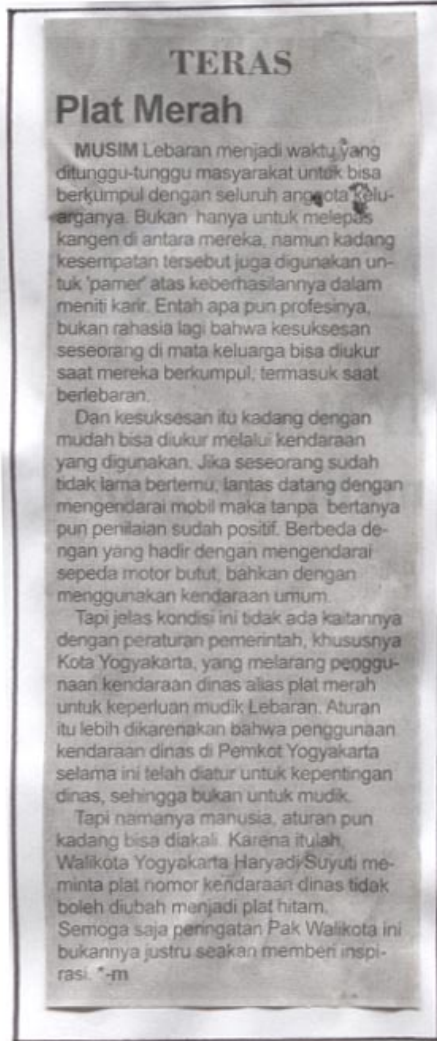 TERAS
Plat Merah
MUSIM Lebaran menjadi waktu yang
ditunggu-tunggu masyarakat untuk bisa
berkumpul dengan seluruh anggota kelu-
arganya. Bukan hanya untuk melepas
kangen di antara mereka, namun kadang
kesempatan tersebut juga digunakan un-
tuk 'pamer' atas keberhasilannya dalam
meniti karir. Entah apa pun profesinya,
bukan rahasia lagi bahwa kesuksesan
seseorang di mata keluarga bisa diukur
saat mereka berkumpul, termasuk saat
berlebaran.
Dan kesuksesan itu kadang dengan
mudah bisa diukur melalui kendaraan
yang digunakan. Jika seseorang sudah
tidak lama bertemu, lantas datang dengan
mengendarai mobil maka tanpa bertanya
pun penilaian sudah positif. Berbeda de-
ngan yang hadir dengan mengendarai
sepeda motor butut, bahkan dengan
menggunakan kendaraan umum.
Tapi jelas kondisi ini tidak ada kaitannya
dengan peraturan pemerintah, khususnya
Kota Yogyakarta, yang melarang penggu-
naan kendaraan dinas alias plat merah
untuk keperluan mudik Lebaran. Aturan
itu lebih dikarenakan bahwa penggunaan
kendaraan dinas di Pemkot Yogyakarta
selama ini telah diatur untuk kepentingan
dinas, sehingga bukan untuk mudik.
Tapi namanya manusia, aturan pun
kadang bisa diakali. Karena itulah,
Walikota Yogyakarta Haryadi Suyuti me-
minta plat nomor kendaraan dinas tidak
boleh diubah menjadi plat hitam.
Semoga saja peringatan Pak Walikota ini
bukannya justru seakan memberi inspi-
rasi. *-m